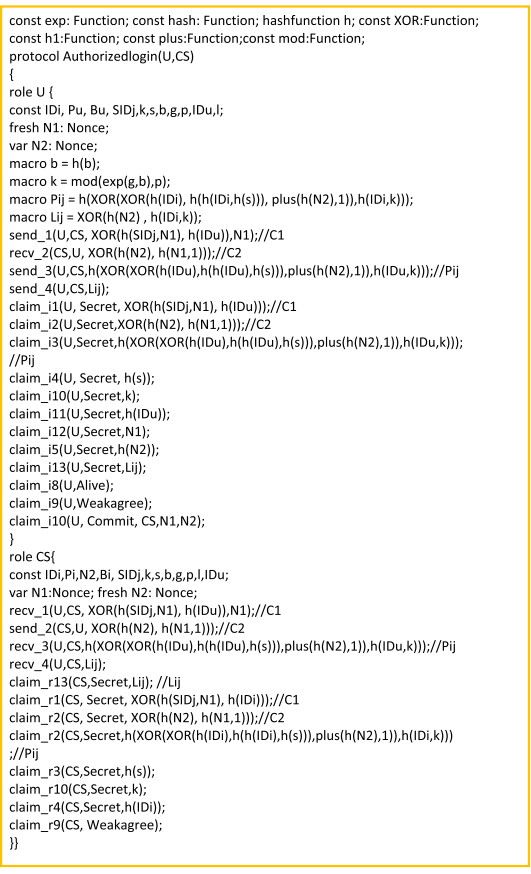 const exp: Function; const hash: Function; hashfunction h; const XOR:Function;
const h1:Function; const plus:Function;const mod:Function;
protocol Authorizedlogin(U,CS)
{
role U {
const IDi, Pu, Bu, SIDj,k,s,b,g,p,IDu,l;
fresh N1: Nonce;
var N2: Nonce;
macro b = h(b);
macro k = mod(exp(g,b),p);
macro Pij = h(XOR(XOR(h(IDi), h(h(IDi,h(s))), plus(h(N2),1)),h(IDi,k)));
macro Lij = XOR(h(N2) , h(IDi,k));
send_1(U,CS, XOR(h(SIDj,N1), h(IDu)),N1);//C1
recv_2(CS,U, XOR(h(N2), h(N1,1)));//C2
send_3(U,CS,h(XOR(XOR(h(IDu),h(h(IDu),h(s))),plus(h(N2),1)),h(IDu,k)));//Pij
send_4(U,CS,Lij);
claim_i1(U, Secret, XOR(h(SIDj,N1), h(IDu)));//C1
claim_i2(U,Secret,XOR(h(N2), h(N1,1)));//C2
claim_i3(U,Secret,h(XOR(XOR(h(IDu),h(h(IDu),h(s))),plus(h(N2),1)),h(IDu,k)));
//Pij
claim_i4(U, Secret, h(s));
claim_i10(U,Secret,k);
claim_i11(U,Secret,h(IDu));
claim_i12(U,Secret,N1);
claim_i5(U,Secret,h(N2));
claim_i13(U,Secret,Lij);
claim_i8(U,Alive);
claim_i9(U,Weakagree);
claim_i10(U, Commit, CS,N1,N2);
}
role CS{
const IDi,Pi,N2,Bi, SIDj,k,s,b,g,p,l,IDu;
var N1:Nonce; fresh N2: Nonce;
recv_1(U,CS, XOR(h(SIDj,N1), h(IDu)),N1);//C1
send_2(CS,U, XOR(h(N2), h(N1,1)));//C2
recv_3(U,CS,h(XOR(XOR(h(IDu),h(h(IDu),h(s))),plus(h(N2),1)),h(IDu,k)));//Pij
recv_4(U,CS,Lij);
claim_r13(CS,Secret,Lij); //Lij
claim_r1(CS, Secret, XOR(h(SIDj,N1), h(IDi)));//C1
claim_r2(CS, Secret, XOR(h(N2), h(N1,1)));//C2
claim_r2(CS,Secret,h(XOR(XOR(h(IDi),h(h(IDi),h(s))),plus(h(N2),1)),h(IDi,k)))
;//Pij
claim_r3(CS,Secret,h(s));
claim_r10(CS,Secret,k);
claim_r4(CS,Secret,h(IDi));
claim_r9(CS, Weakagree);
}}